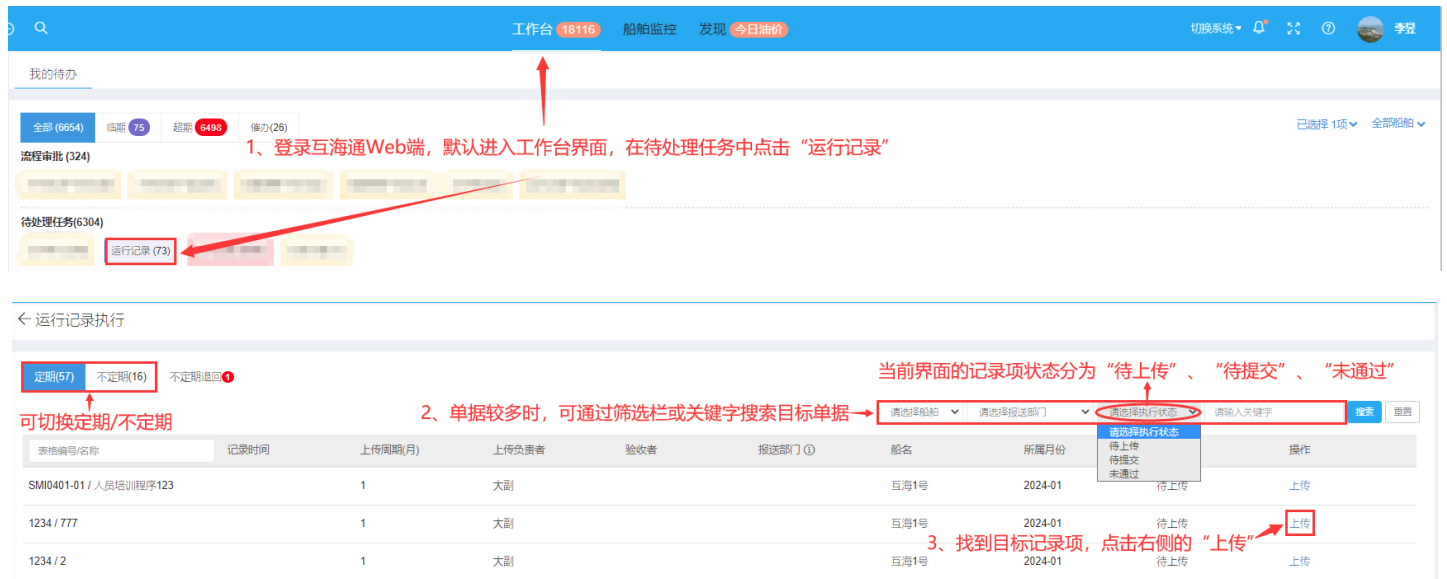 工作台 18116 船舶监控 发现 今日油价 切换系统 李昱
我的待办
全部 (6654) 临期 75 超期 6498 催办(26) 已选择 1项 全部船舶
1、登录互海通Web端，默认进入工作台界面，在待处理任务中点击“运行记录”
流程审批 (324)
待处理任务(6304)
运行记录 (73)
运行记录执行
定期(57) 不定期(16) 不定期退回 1
当前界面的记录项状态分为“待上传”、“待提交”、“未通过”
可切换定期/不定期
2、单据较多时，可通过筛选栏或关键字搜索目标单据
请选择船舶 请选择报送部门 请选择执行状态 请输入关键字 搜索 重置
请选择执行状态
待上传
待提交
未通过
表格编号/名称 记录时间 上传周期(月) 上传负责者 验收者 报送部门 船名 所属月份 操作
SMI0401-01 / 人员培训程序123 1 大副 互海1号 2024-01 待上传 上传
1234 / 777 1 大副 互海1号 2024-01 待上传 上传
3、找到目标记录项，点击右侧的“上传”
1234 / 2 1 大副 互海1号 2024-01 待上传 上传